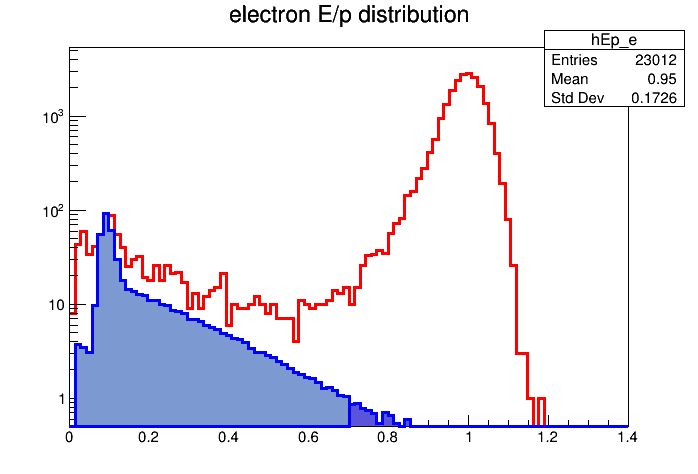 electron E/p distribution
hEp_e
Entries 23012
Mean 0.95
Std Dev 0.1726
10³
10²
10
1
0 0.2 0.4 0.6 0.8 1 1.2 1.4